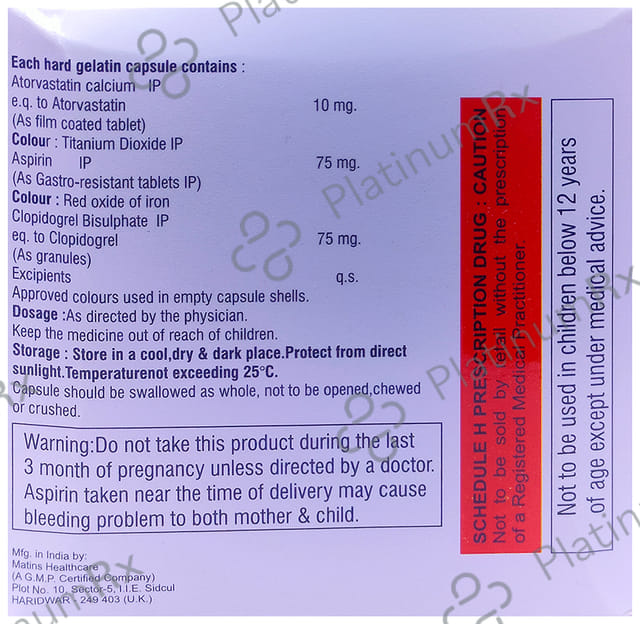 Each hard gelatin capsule contains :
Atorvastatin calcium IP
e.q. to Atorvastatin 10 mg.
(As film coated tablet)
Colour : Titanium Dioxide IP
Aspirin IP 75 mg.
(As Gastro-resistant tablets IP)
Colour : Red oxide of iron
Clopidogrel Bisulphate IP
eq. to Clopidogrel 75 mg.
(As granules)
Excipients q.s.
Approved colours used in empty capsule shells.
Dosage :As directed by the physician.
Keep the medicine out of reach of children.
Storage : Store in a cool,dry & dark place.Protect from direct
sunlight.Temperaturenot exceeding 25°C.
Capsule should be swallowed as whole, not to be opened,chewed
or crushed.
Warning:Do not take this product during the last
3 month of pregnancy unless directed by a doctor.
Aspirin taken near the time of delivery may cause
bleeding problem to both mother & child.
Mfg. in India by:
Matins Healthcare
(A G.M.P. Certified Company)
Plot No. 10, Sector-5, I.I.E. Sidcul
HARIDWAR - 249 403 (U.K.)
SCHEDULE H PRESCRIPTION DRUG : CAUTION
Not to be sold by retail without the prescription
of a Registered Medical Practitioner.
Not to be used in children below 12 years
of age except under medical advice.
PlatinumRx
PlatinumRx
PlatinumRx
PlatinumRx